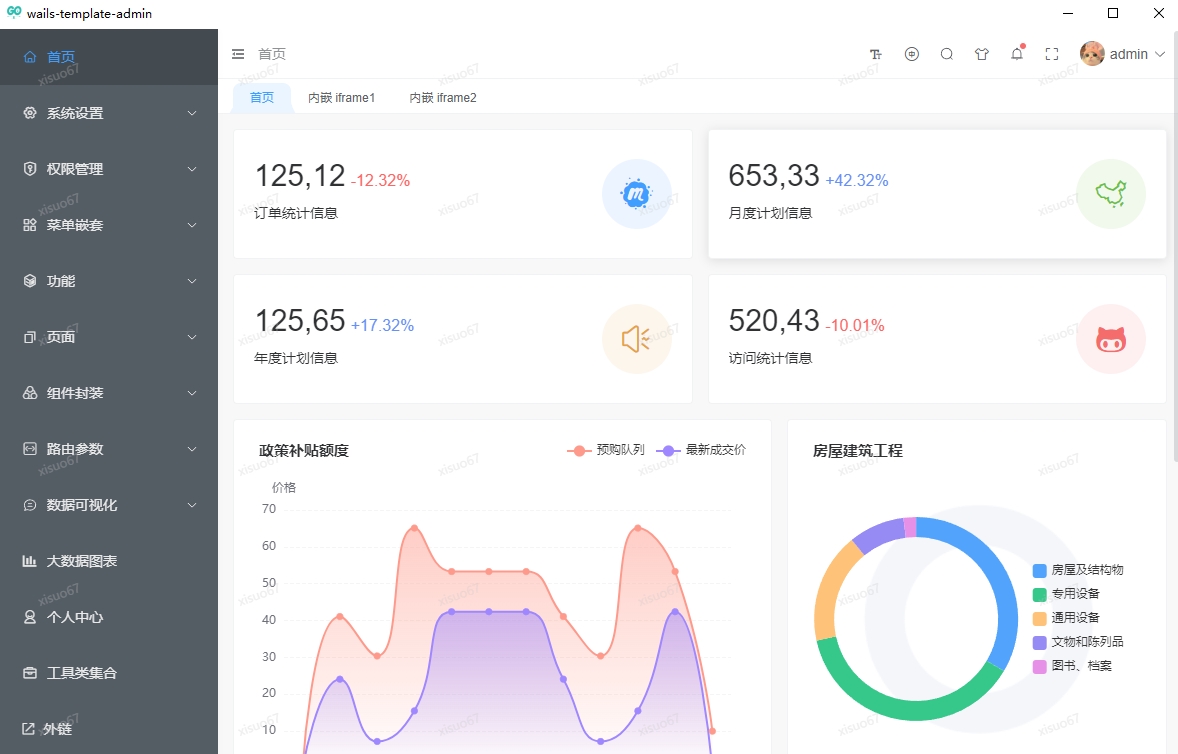 wails-template-admin
首页
系统设置
权限管理
菜单嵌套
功能
页面
组件封装
路由参数
数据可视化
大数据图表
个人中心
工具类集合
外链
首页
admin
首页 内嵌 iframe1 内嵌 iframe2
125,12 -12.32%
订单统计信息
653,33 +42.32%
月度计划信息
125,65 +17.32%
年度计划信息
520,43 -10.01%
访问统计信息
政策补贴额度
预购队列 最新成交价
价格
70
60
50
40
30
20
10
房屋建筑工程
房屋及结构物
专用设备
通用设备
文物和陈列品
图书、档案
xisuo67